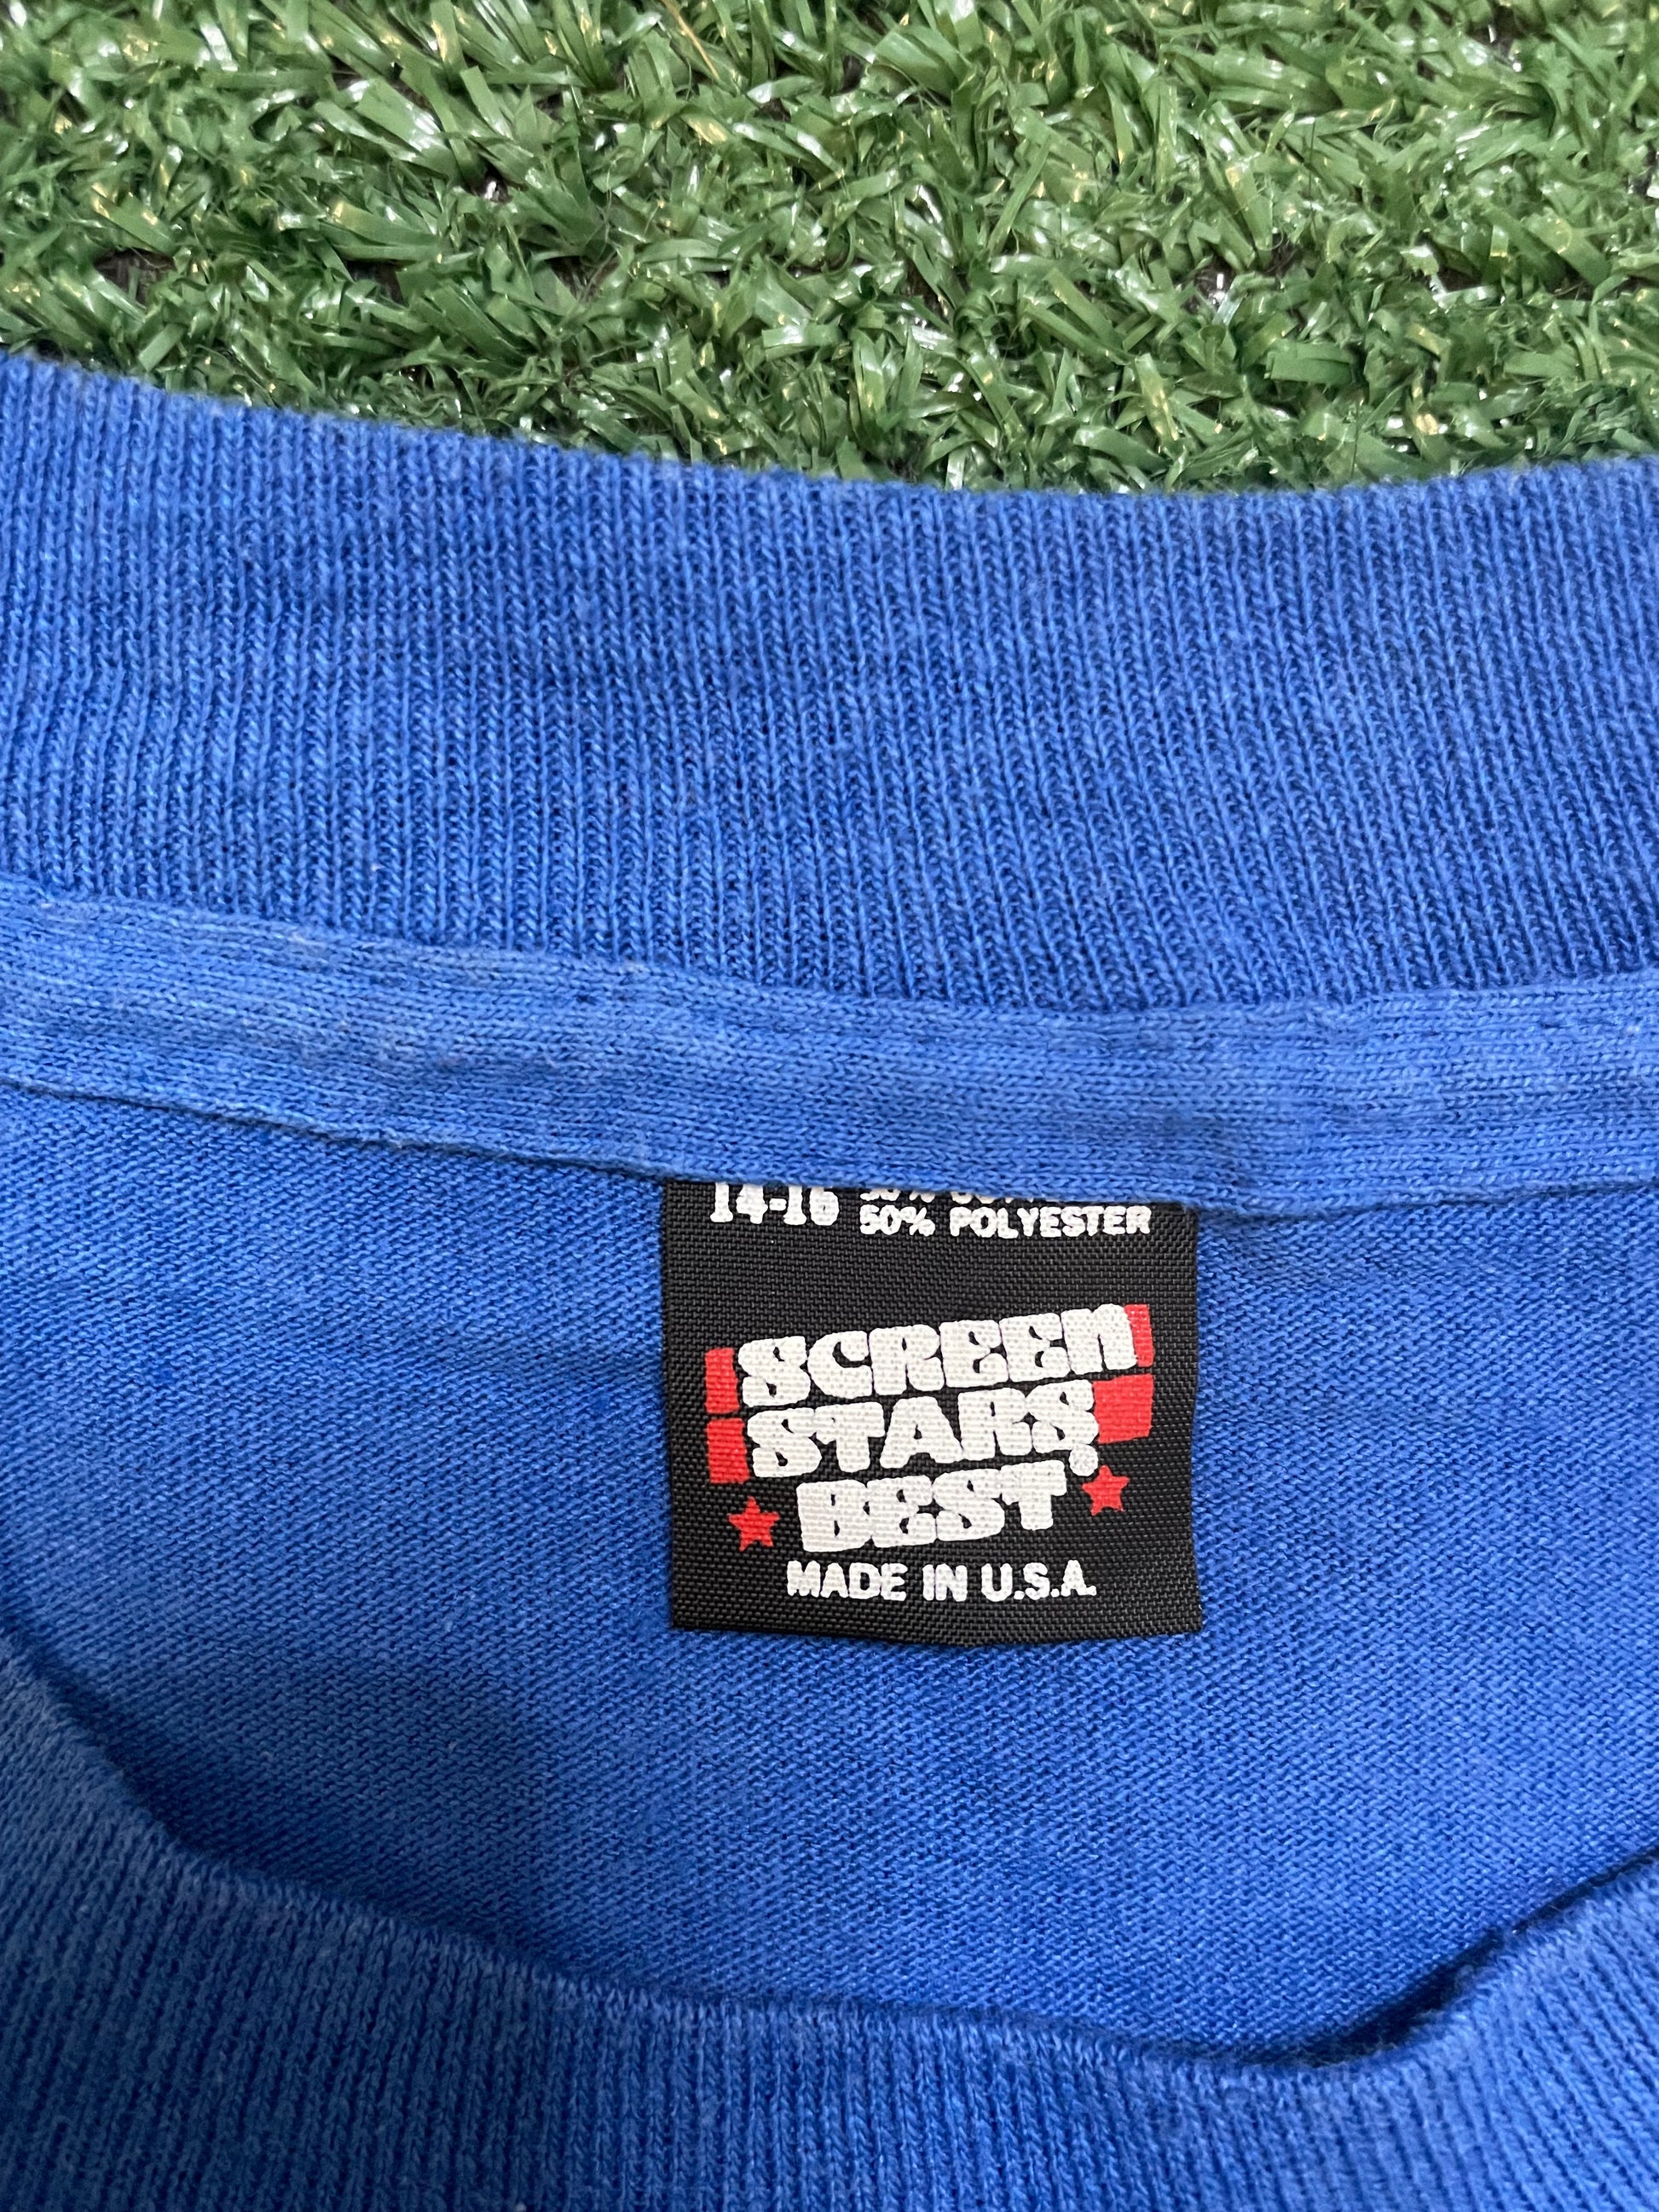 14-16
50% POLYESTER
SCREEN
STARS®
BEST
MADE IN U.S.A.